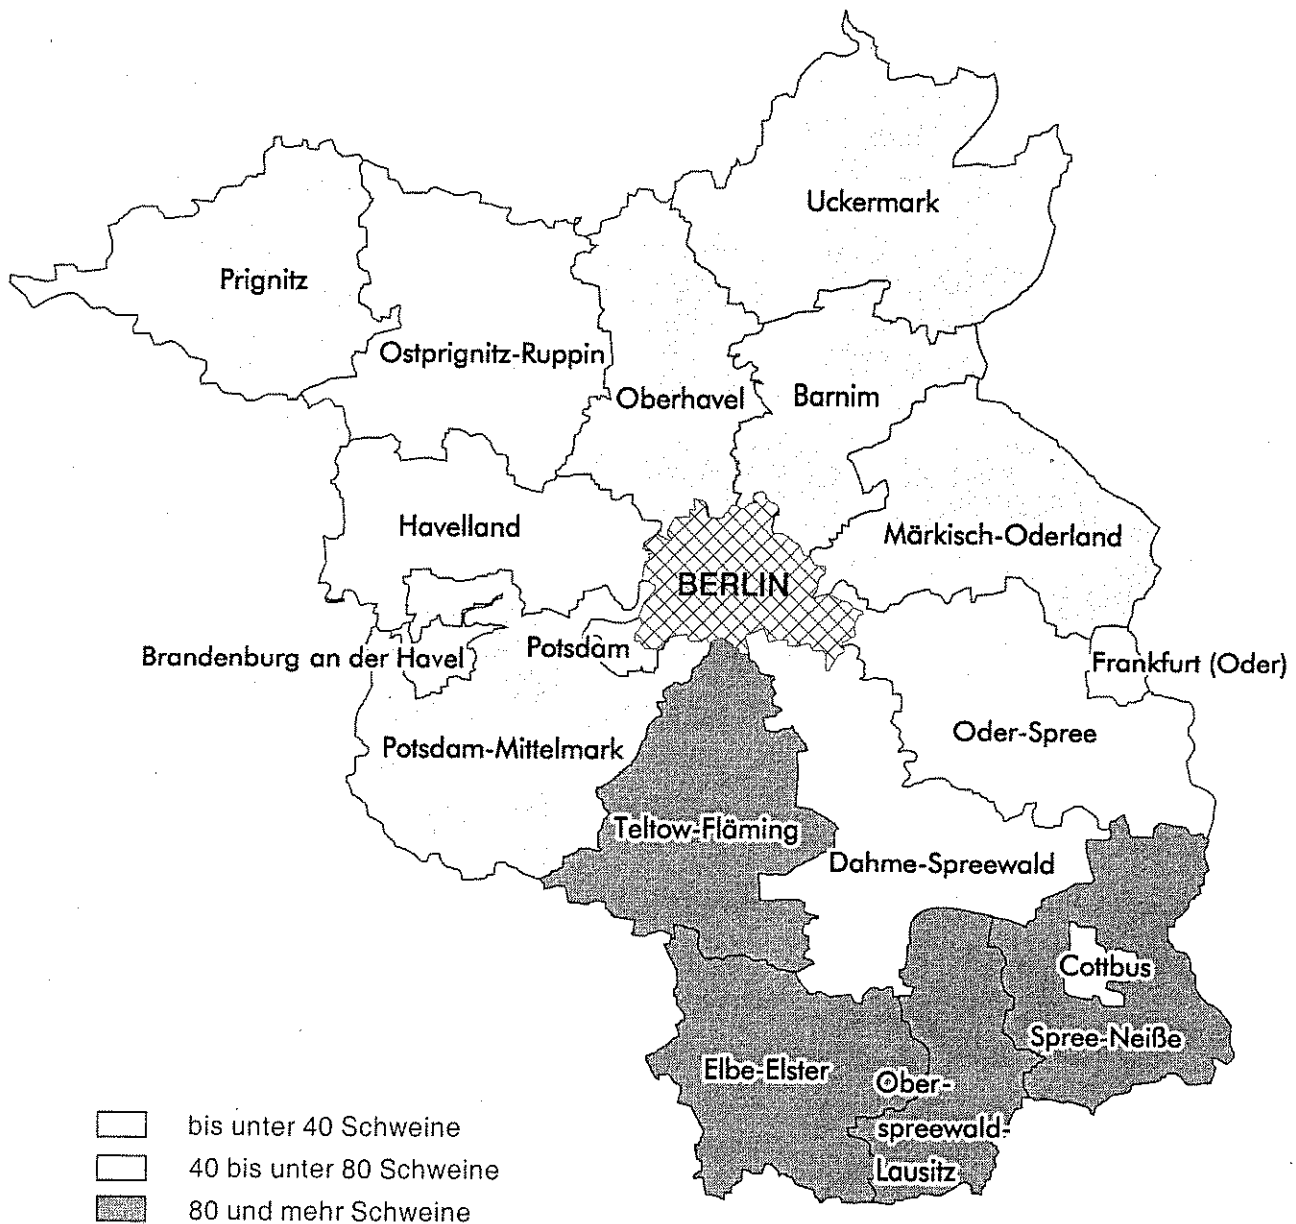 Uckermark
Prignitz
Ostprignitz-Ruppin
Oberhavel
Barnim
Havelland
Märkisch-Oderland
BERLIN
Brandenburg an der Havel
Potsdam
Frankfurt (Oder)
Potsdam-Mittelmark
Oder-Spree
Teltow-Fläming
Dahme-Spreewald
Cottbus
Spree-Neiße
Elbe-Elster
Ober-
spreewald-
Lausitz
bis unter 40 Schweine
40 bis unter 80 Schweine
80 und mehr Schweine